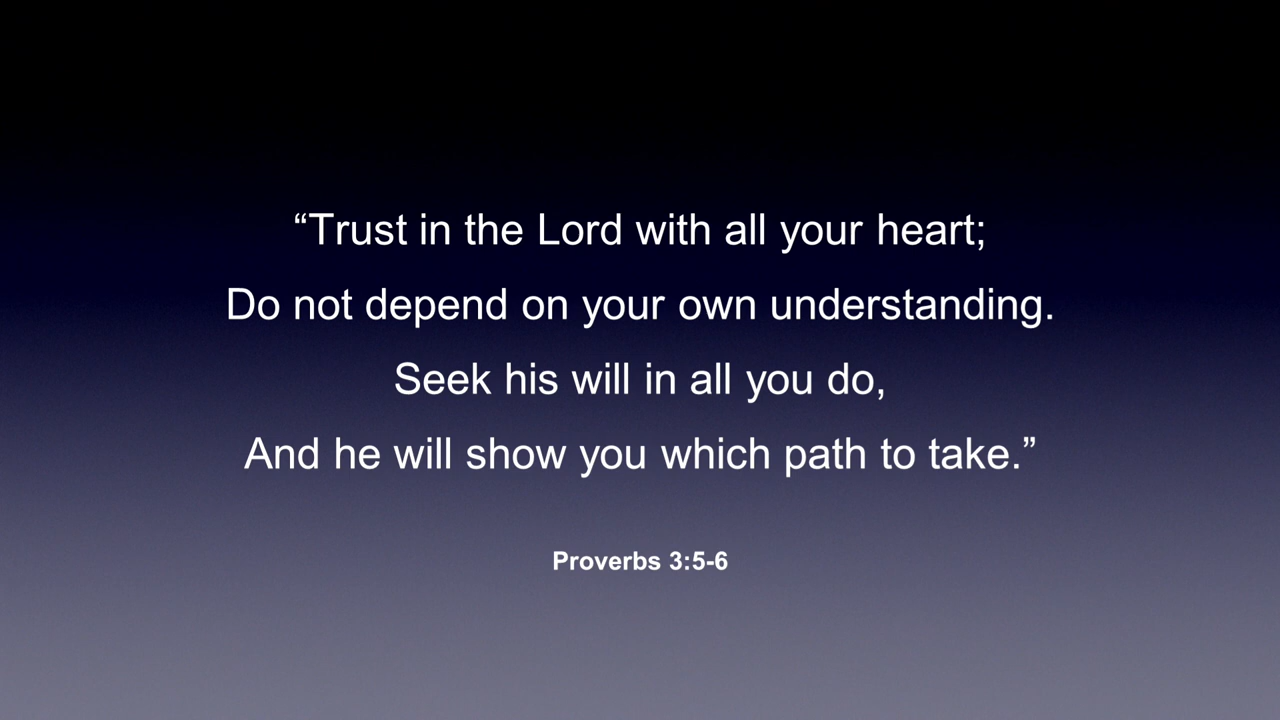 “Trust in the Lord with all your heart;
Do not depend on your own understanding.
Seek his will in all you do,
And he will show you which path to take.”
Proverbs 3:5-6